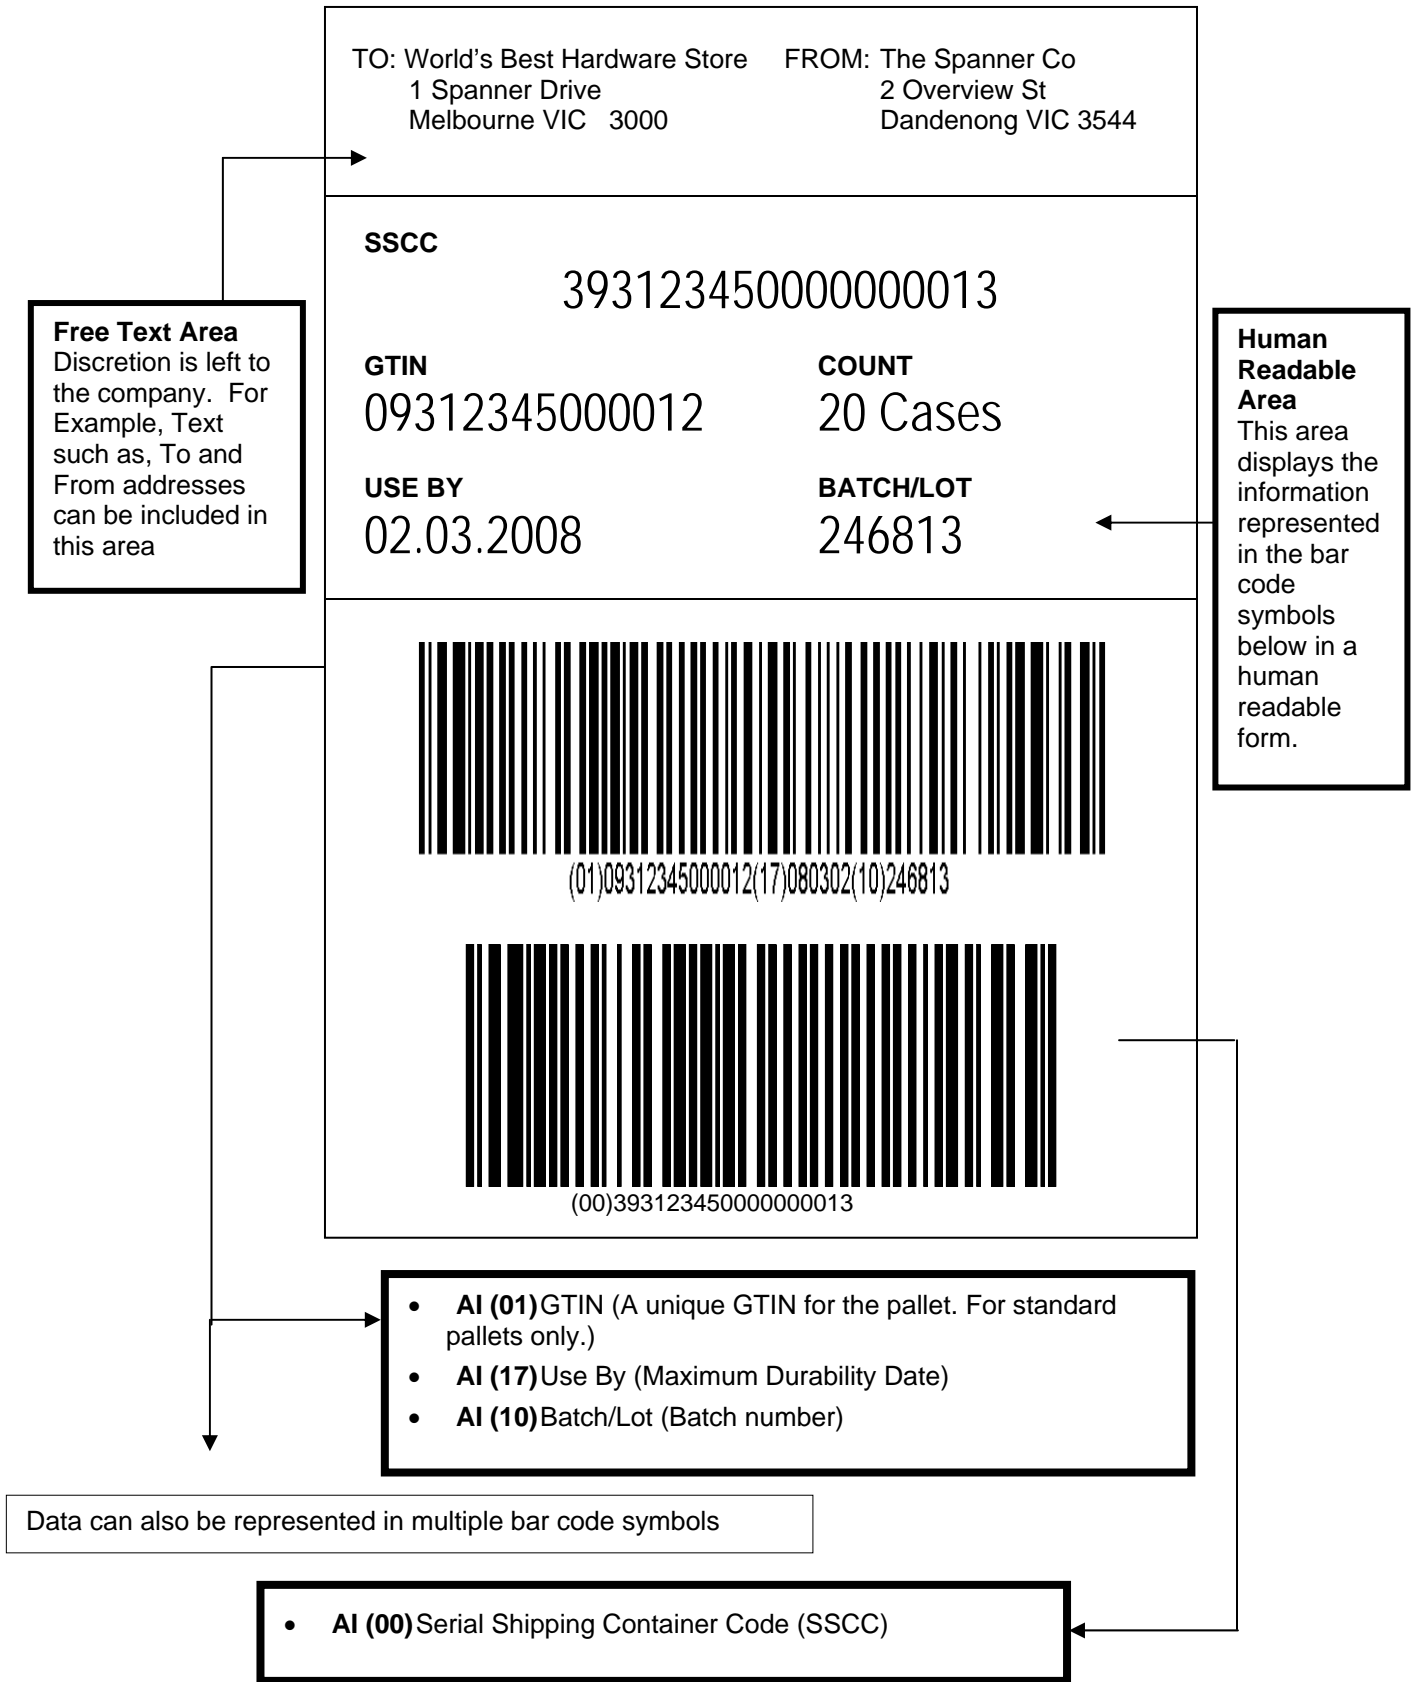 TO: World's Best Hardware Store
1 Spanner Drive
Melbourne VIC 3000
FROM: The Spanner Co
2 Overview St
Dandenong VIC 3544
SSCC
393123450000000013
GTIN
09312345000012
COUNT
20 Cases
USE BY
02.03.2008
BATCH/LOT
246813
Free Text Area
Discretion is left to
the company. For
Example, Text
such as, To and
From addresses
can be included in
this area
Human
Readable
Area
This area
displays the
information
represented
in the bar
code
symbols
below in a
human
readable
form.
(01)09312345000012(17)080302(10)246813
(00)393123450000000013
• AI (01)GTIN (A unique GTIN for the pallet. For standard
pallets only.)
• AI (17)Use By (Maximum Durability Date)
• AI (10)Batch/Lot (Batch number)
Data can also be represented in multiple bar code symbols
• AI (00)Serial Shipping Container Code (SSCC)